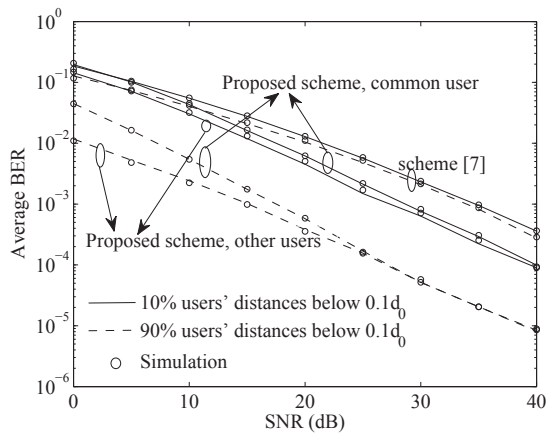 10^0
10^-1
10^-2
10^-3
10^-4
10^-5
10^-6
Average BER
Proposed scheme, common user
scheme [7]
Proposed scheme, other users
10% users' distances below 0.1d_0
90% users' distances below 0.1d_0
Simulation
0 10 20 30 40
SNR (dB)